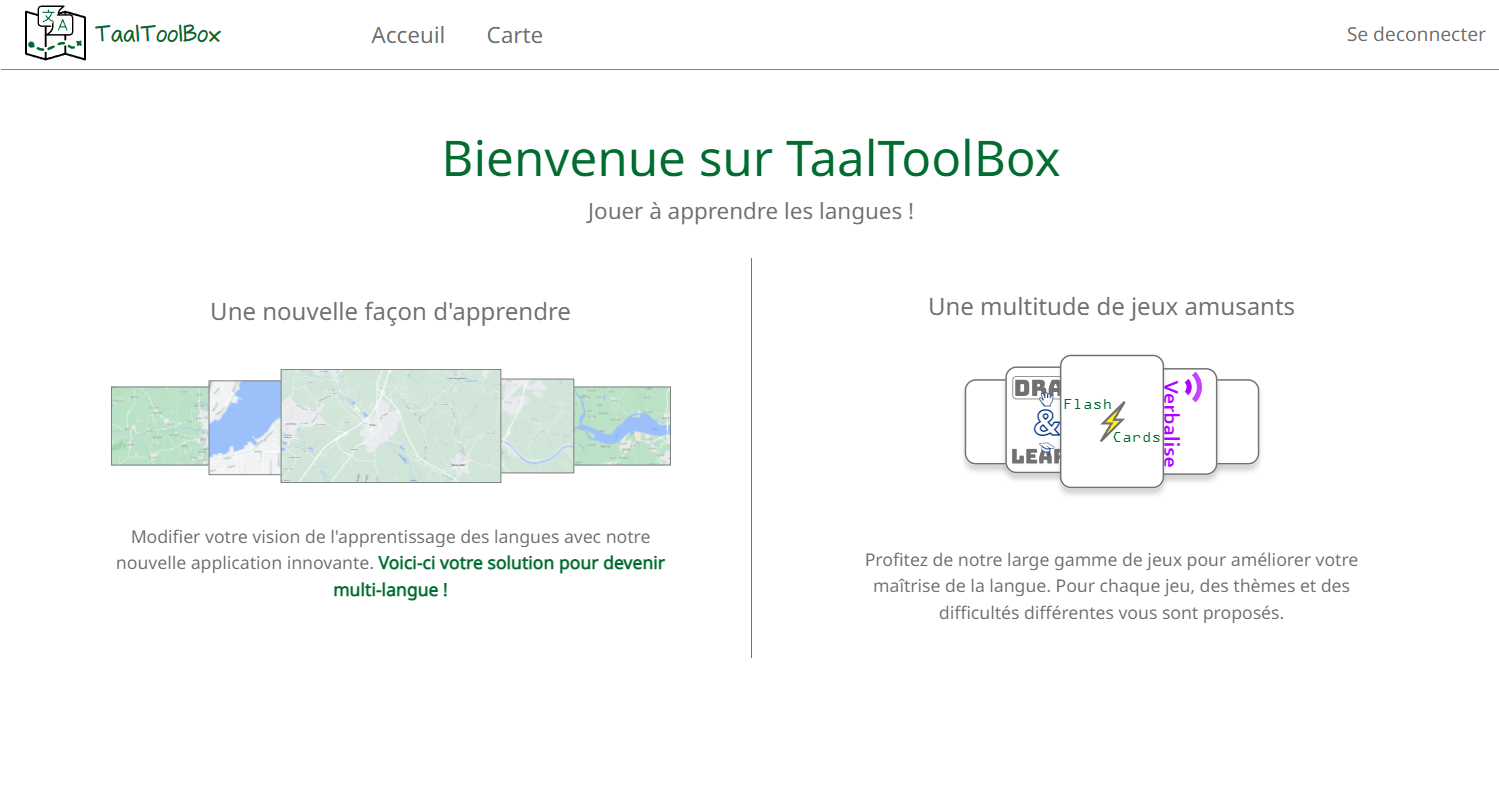 文
A
TaalToolBox
Acceuil
Carte
Se deconnecter
Bienvenue sur TaalToolBox
Jouer à apprendre les langues !
Une nouvelle façon d'apprendre
Modifier votre vision de l'apprentissage des langues avec notre
nouvelle application innovante. Voici-ci votre solution pour devenir
multi-langue !
Une multitude de jeux amusants
DRA
&
LEAR
Flash
Cards
Verbalise
Profitez de notre large gamme de jeux pour améliorer votre
maîtrise de la langue. Pour chaque jeu, des thèmes et des
difficultés différentes vous sont proposés.